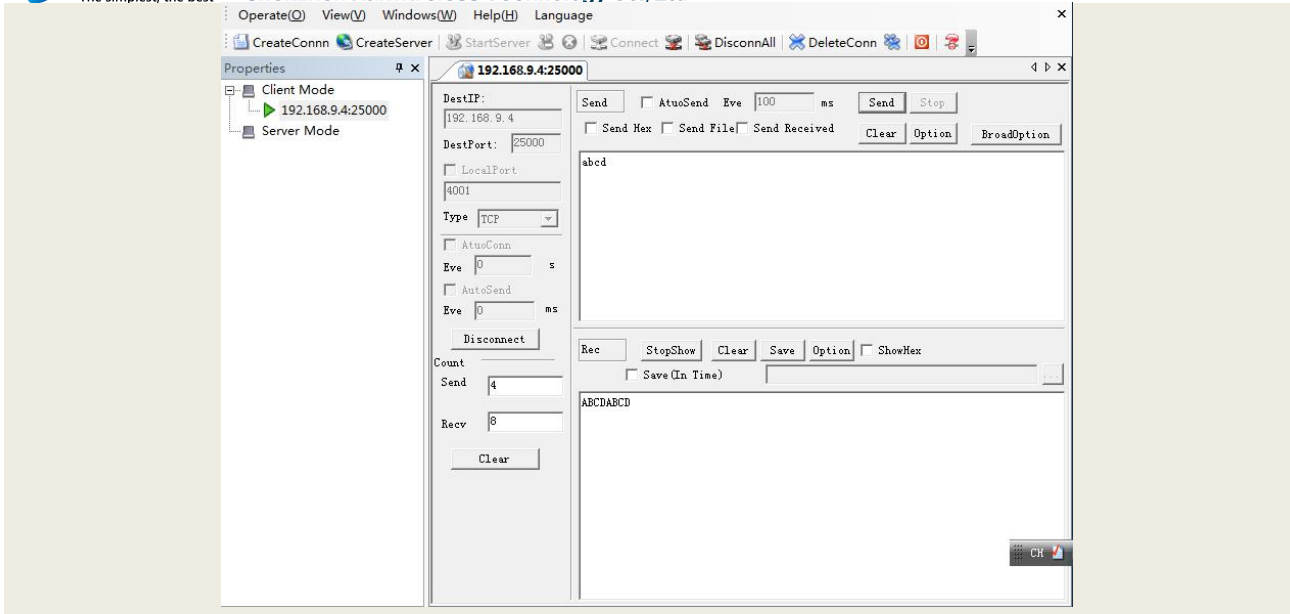 The simplest, the best
Operate(O) View(V) Windows(W) Help(H) Language
CreateConnn CreateServer StartServer Connect DisconnAll DeleteConn
Properties
192.168.9.4:25000
Client Mode
192.168.9.4:25000
Server Mode
DestIP:
192.168.9.4
DestPort: 25000
LocalPort
4001
Type TCP
AtuoConn
Eve 0 s
AutoSend
Eve 0 ms
Disconnect
Count
Send 4
Recv 8
Clear
Send AtuoSend Eve 100 ms Send Stop
Send Hex Send File Send Received Clear Option BroadOption
abcd
Rec StopShow Clear Save Option ShowHex
Save(In Time) ...
ABCDABCD
CH